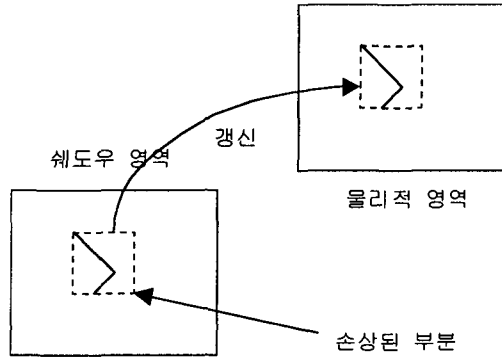 갱신
쉐도우 영역
물리적 영역
손상된 부분